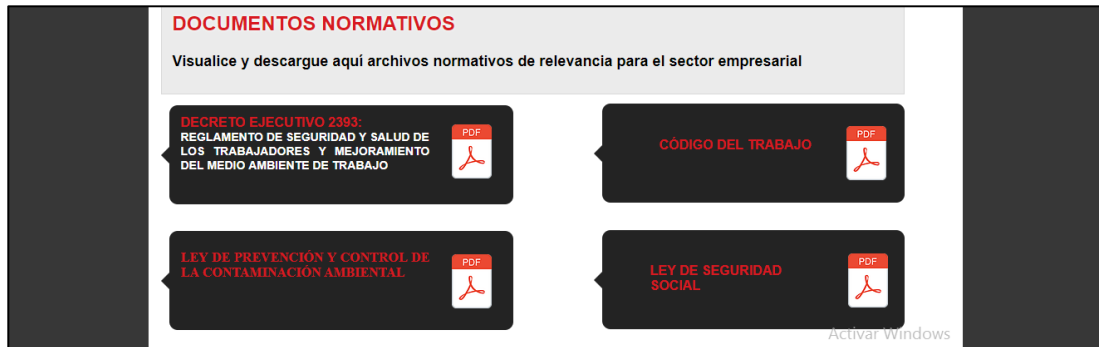 DOCUMENTOS NORMATIVOS
Visualice y descargue aquí archivos normativos de relevancia para el sector empresarial
DECRETO EJECUTIVO 2393:
REGLAMENTO DE SEGURIDAD Y SALUD DE
LOS TRABAJADORES Y MEJORAMIENTO
DEL MEDIO AMBIENTE DE TRABAJO
PDF
CÓDIGO DEL TRABAJO
PDF
LEY DE PREVENCIÓN Y CONTROL DE
LA CONTAMINACIÓN AMBIENTAL
PDF
LEY DE SEGURIDAD
SOCIAL
PDF
Activar Windows